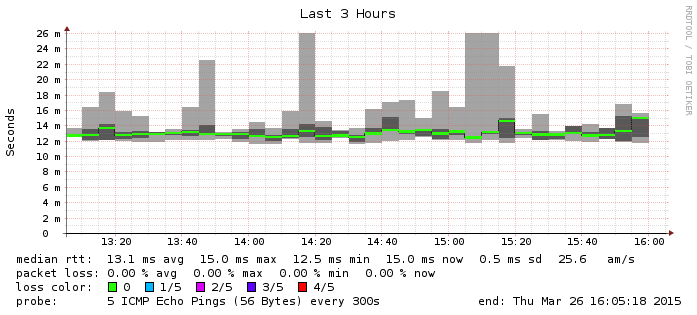 Last 3 Hours
RRDTOOL / TOBI OETIKER
Seconds
26 m
24 m
22 m
20 m
18 m
16 m
14 m
12 m
10 m
8 m
6 m
4 m
2 m
0
13:20 13:40 14:00 14:20 14:40 15:00 15:20 15:40 16:00
median rtt: 13.1 ms avg 15.0 ms max 12.5 ms min 15.0 ms now 0.5 ms sd 25.6 am/s
packet loss: 0.00 % avg 0.00 % max 0.00 % min 0.00 % now
loss color: 0 1/5 2/5 3/5 4/5
probe: 5 ICMP Echo Pings (56 Bytes) every 300s end: Thu Mar 26 16:05:18 2015